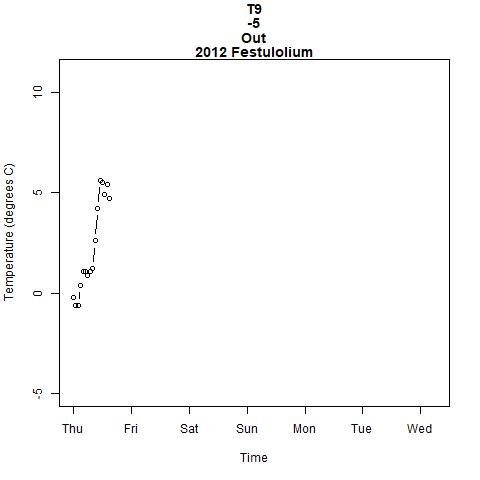 T9
-5
Out
2012 Festulolium
Temperature (degrees C)
10
5
0
-5
Thu Fri Sat Sun Mon Tue Wed
Time